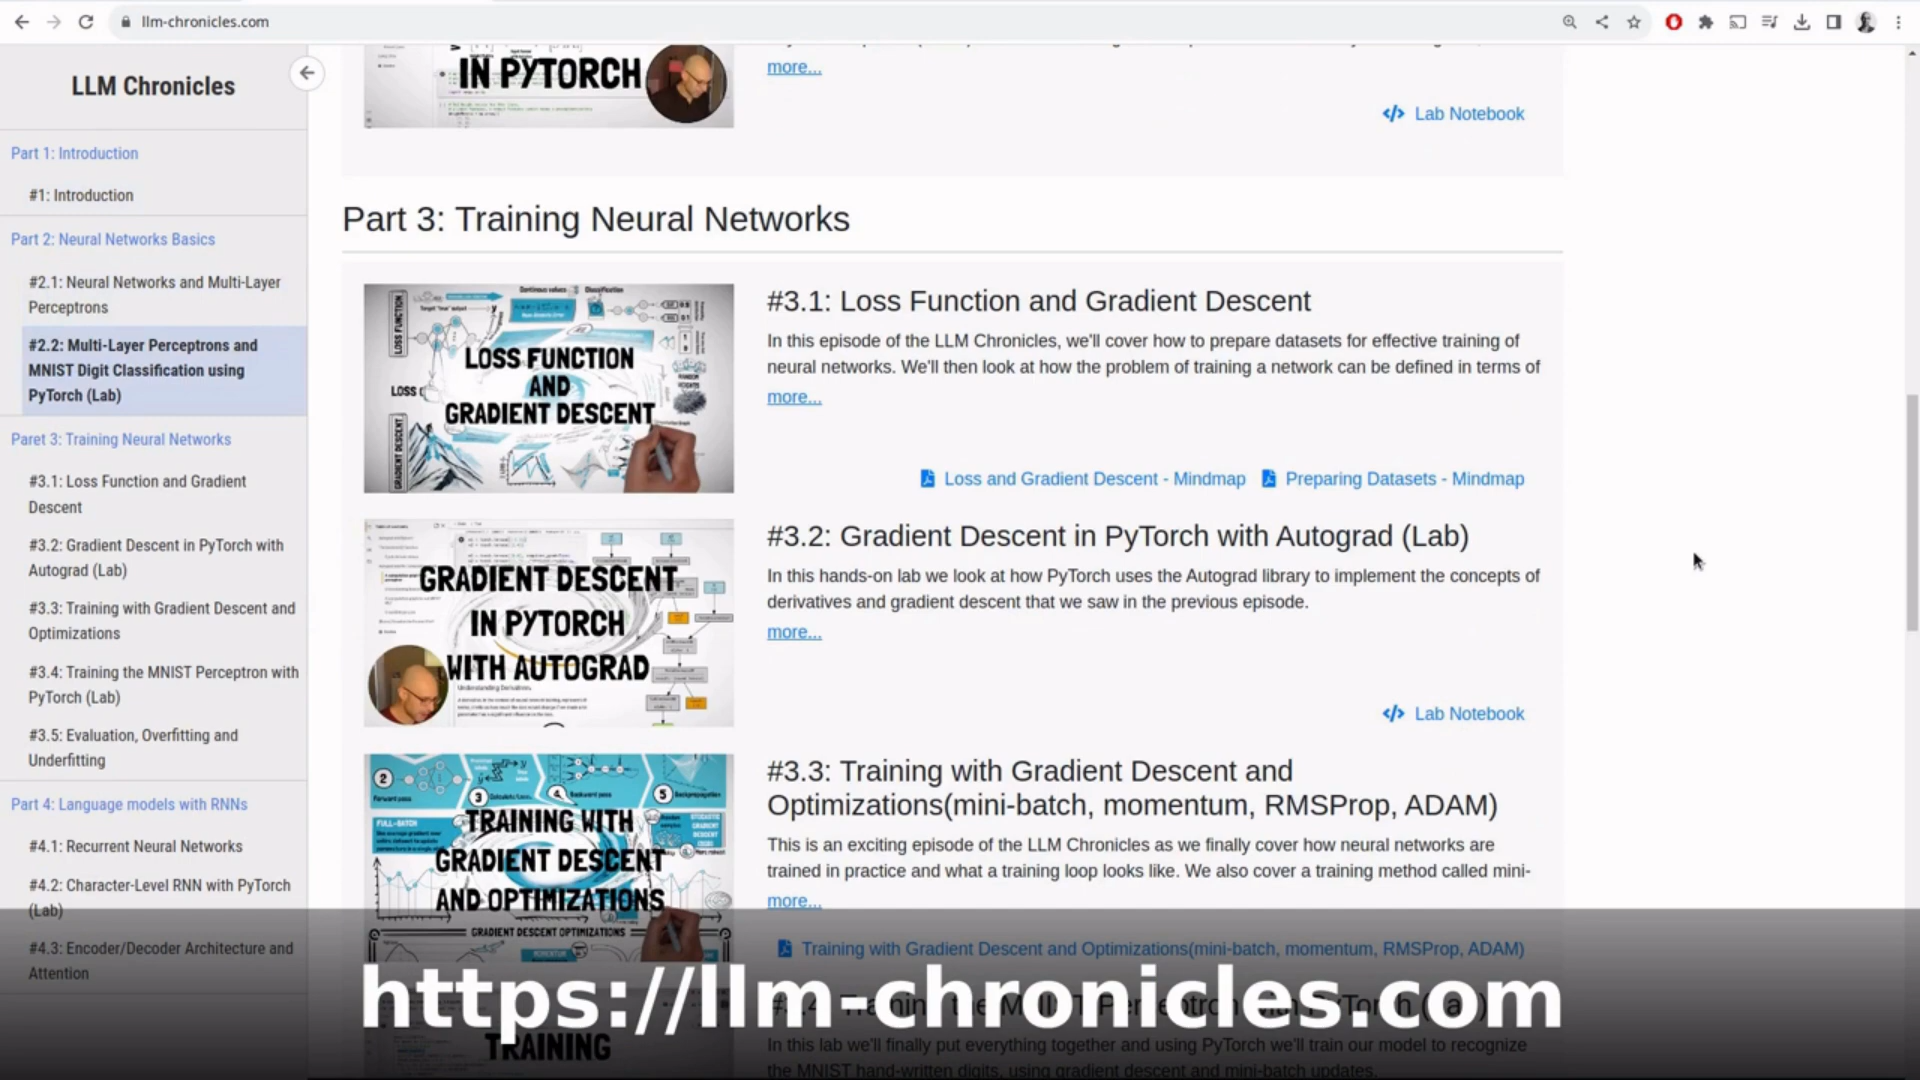 llm-chronicles.com
LLM Chronicles
Part 1: Introduction
#1: Introduction
Part 2: Neural Networks Basics
#2.1: Neural Networks and Multi-Layer
Perceptrons
#2.2: Multi-Layer Perceptrons and
MNIST Digit Classification using
PyTorch (Lab)
Paret 3: Training Neural Networks
#3.1: Loss Function and Gradient
Descent
#3.2: Gradient Descent in PyTorch with
Autograd (Lab)
#3.3: Training with Gradient Descent and
Optimizations
#3.4: Training the MNIST Perceptron with
PyTorch (Lab)
#3.5: Evaluation, Overfitting and
Underfitting
Part 4: Language models with RNNs
#4.1: Recurrent Neural Networks
#4.2: Character-Level RNN with PyTorch
(Lab)
#4.3: Encoder/Decoder Architecture and
Attention
IN PYTORCH
more...
Lab Notebook
Part 3: Training Neural Networks
LOSS FUNCTION
AND
GRADIENT DESCENT
#3.1: Loss Function and Gradient Descent
In this episode of the LLM Chronicles, we'll cover how to prepare datasets for effective training of
neural networks. We'll then look at how the problem of training a network can be defined in terms of
more...
Loss and Gradient Descent - Mindmap
Preparing Datasets - Mindmap
GRADIENT DESCENT
IN PYTORCH
WITH AUTOGRAD
#3.2: Gradient Descent in PyTorch with Autograd (Lab)
In this hands-on lab we look at how PyTorch uses the Autograd library to implement the concepts of
derivatives and gradient descent that we saw in the previous episode.
more...
Lab Notebook
TRAINING WITH
GRADIENT DESCENT
AND OPTIMIZATIONS
GRADIENT DESCENT OPTIMIZATIONS
#3.3: Training with Gradient Descent and
Optimizations(mini-batch, momentum, RMSProp, ADAM)
This is an exciting episode of the LLM Chronicles as we finally cover how neural networks are
trained in practice and what a training loop looks like. We also cover a training method called mini-
more...
Training with Gradient Descent and Optimizations(mini-batch, momentum, RMSProp, ADAM)
https://llm-chronicles.com
TRAINING
In this lab we'll finally put everything together and using PyTorch we'll train our model to recognize
the MNIST hand-written digits, using gradient descent and mini-batch updates.